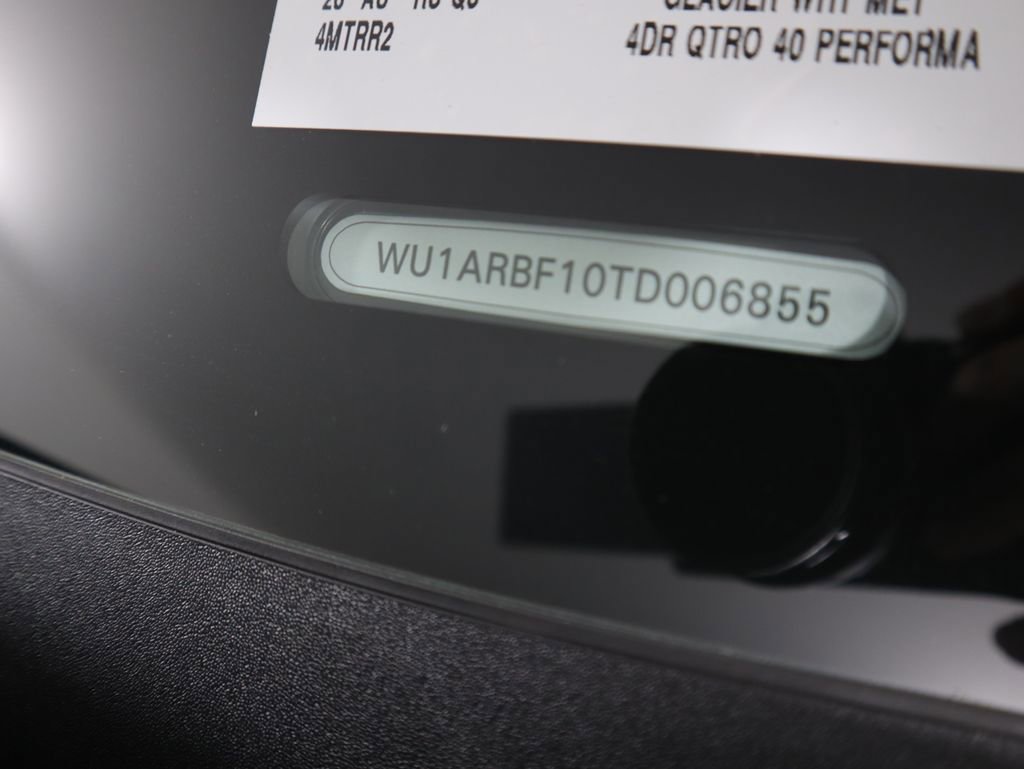 4MTRR2
4DR QTRO 40 PERFORMA
WU1ARBF10TD006855